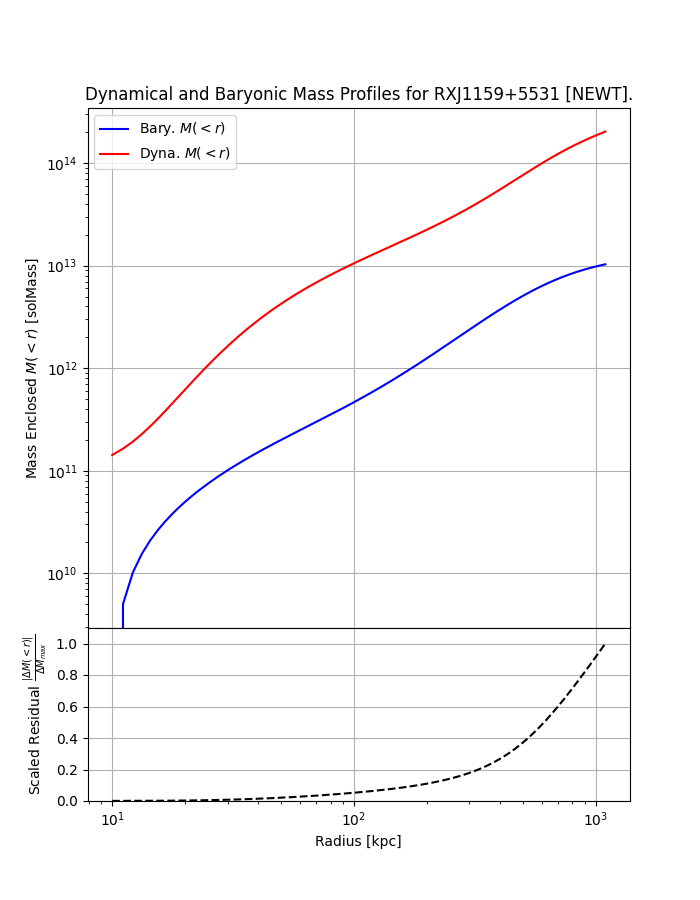 Dynamical and Baryonic Mass Profiles for RXJ1159+5531 [NEWT].
Bary. M(< r)
Dyna. M(< r)
10^14
10^13
10^12
10^11
10^10
Mass Enclosed M(< r) [solMass]
1.0
0.8
0.6
0.4
0.2
0.0
Scaled Residual |ΔM(<r)| / ΔM_max
10^1
10^2
10^3
Radius [kpc]